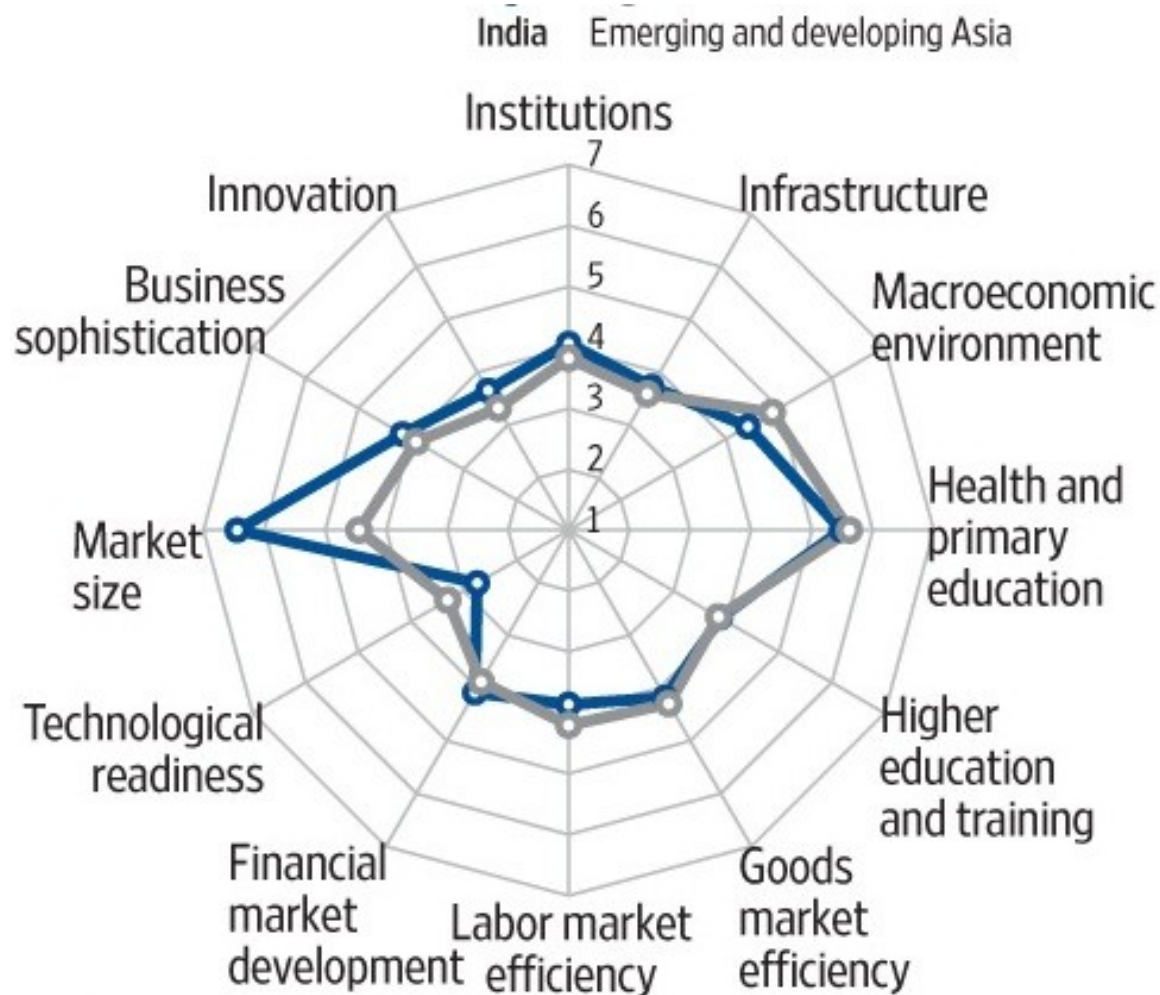 India Emerging and developing Asia
Institutions
7
Innovation
Infrastructure
6
5
Business
sophistication
Macroeconomic
environment
4
3
2
1
Market
size
Health and
primary
education
Technological
readiness
Higher
education
and training
Financial
market
development
Labor market
efficiency
Goods
market
efficiency